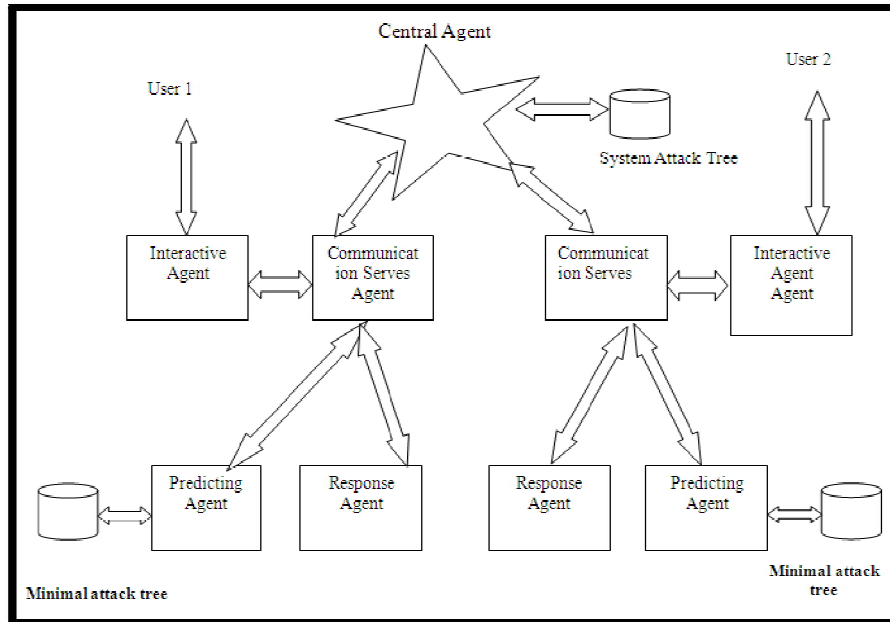 Central Agent
User 1
User 2
System Attack Tree
Interactive
Agent
Communicat
ion Serves
Agent
Communicat
ion Serves
Interactive
Agent
Agent
Predicting
Agent
Response
Agent
Response
Agent
Predicting
Agent
Minimal attack tree
Minimal attack
tree